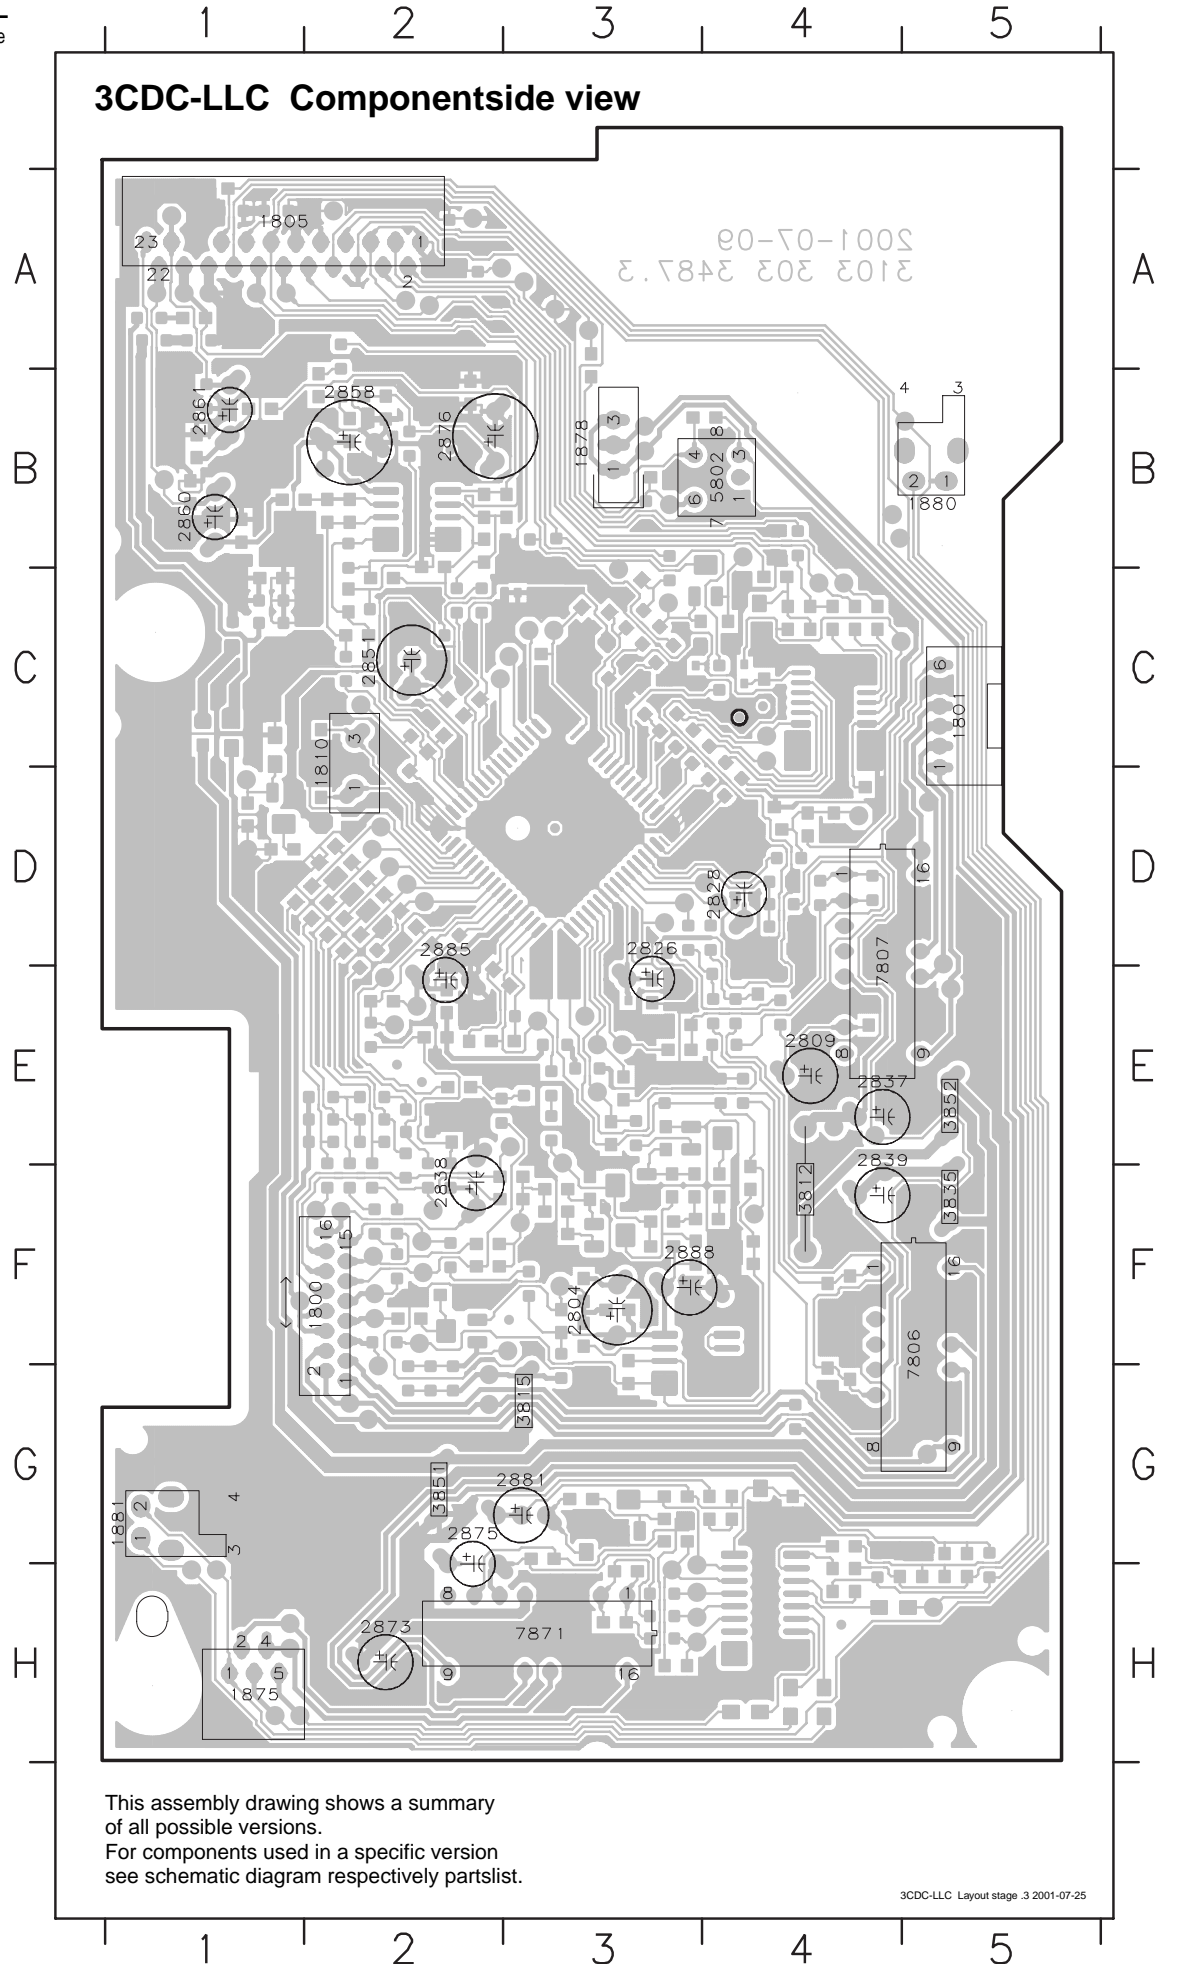 e
1 2 3 4 5
3CDC-LLC Componentside view
1805
23 1
22 2
2001-07-09
3103 303 3487.3
A A
4 3
2861 2858 2876 1878 3 1
8 4 3 5802 6 1 7
2 1
1880
B B
2860
2851
6
1801
1
C C
3
1810
1
D D
2828
1 16
7807
8 9
2885 2826
2809
2837
3852
E E
2838
3812
2839
3835
16 15
1800
2 1
2888
2804
1 16
7806
8 9
F F
3815
G G
3851
2881
2 4
1881
1 3
2875
8 1
7871
9 16
2873
H H
2 4
1 5
1875
This assembly drawing shows a summary
of all possible versions.
For components used in a specific version
see schematic diagram respectively partslist.
3CDC-LLC Layout stage .3 2001-07-25
1 2 3 4 5